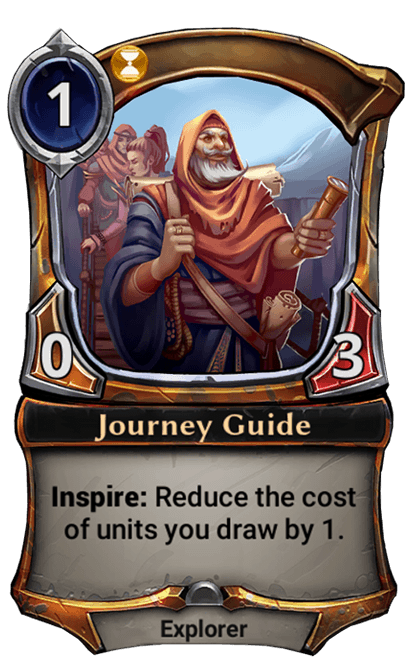 1
0
3
Journey Guide
Inspire: Reduce the cost
of units you draw by 1.
Explorer